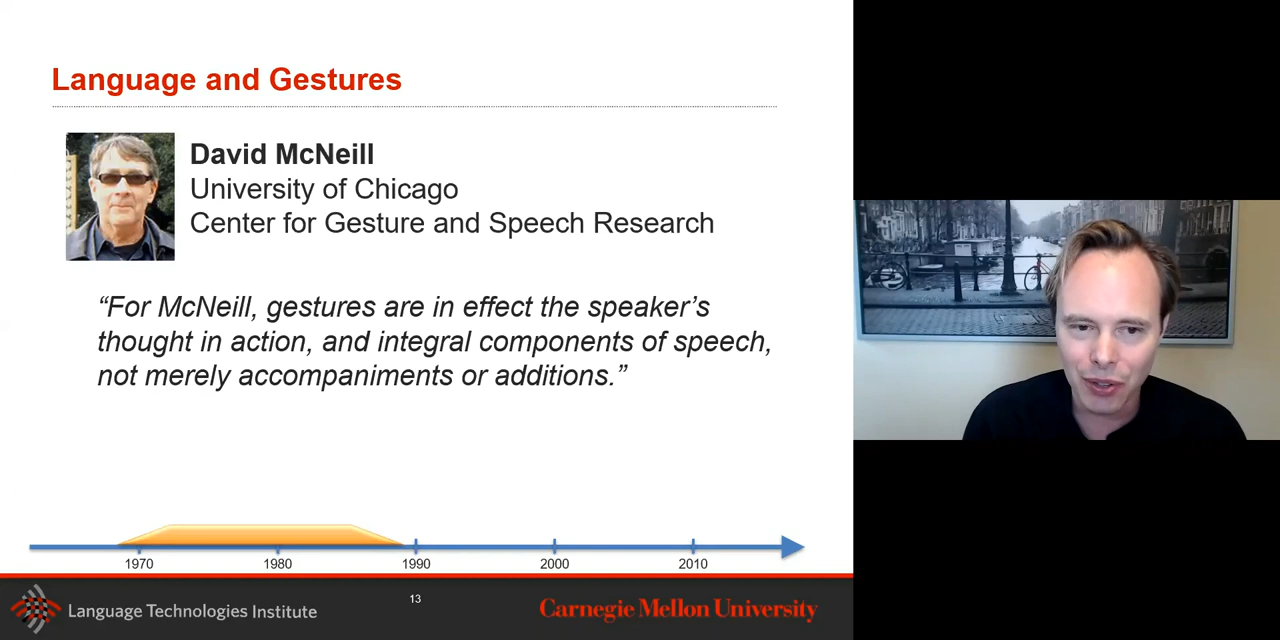 Language and Gestures
David McNeill
University of Chicago
Center for Gesture and Speech Research
“For McNeill, gestures are in effect the speaker’s
thought in action, and integral components of speech,
not merely accompaniments or additions.”
1970 1980 1990 2000 2010
13
Language Technologies Institute
Carnegie Mellon University